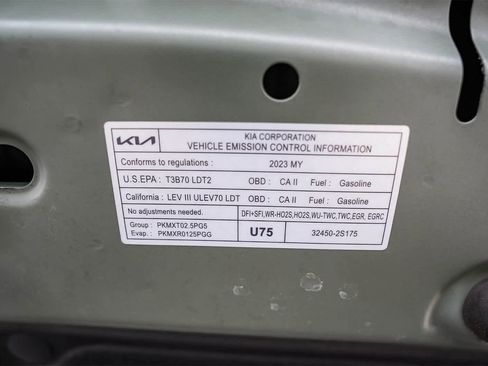 KIA
KIA CORPORATION
VEHICLE EMISSION CONTROL INFORMATION
Conforms to regulations : 2023 MY
U.S.EPA : T3B70 LDT2 OBD : CA II Fuel : Gasoline
California : LEV III ULEV70 LDT OBD : CA II Fuel : Gasoline
No adjustments needed. DFI+SFI,WR-HO2S,HO2S,WU-TWC,TWC,EGR, EGRC
Group : PKMXT02.5PG5
Evap. : PKMXR0125PGG
U75 32450-2S175